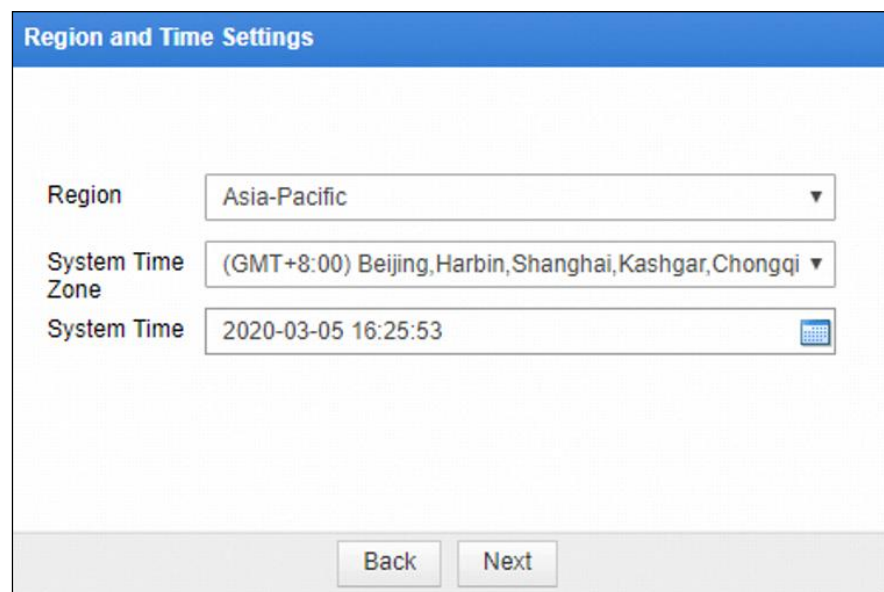 Region and Time Settings
Region
Asia-Pacific
System Time
Zone
(GMT+8:00) Beijing,Harbin,Shanghai,Kashgar,Chongqi
System Time
2020-03-05 16:25:53
Back
Next